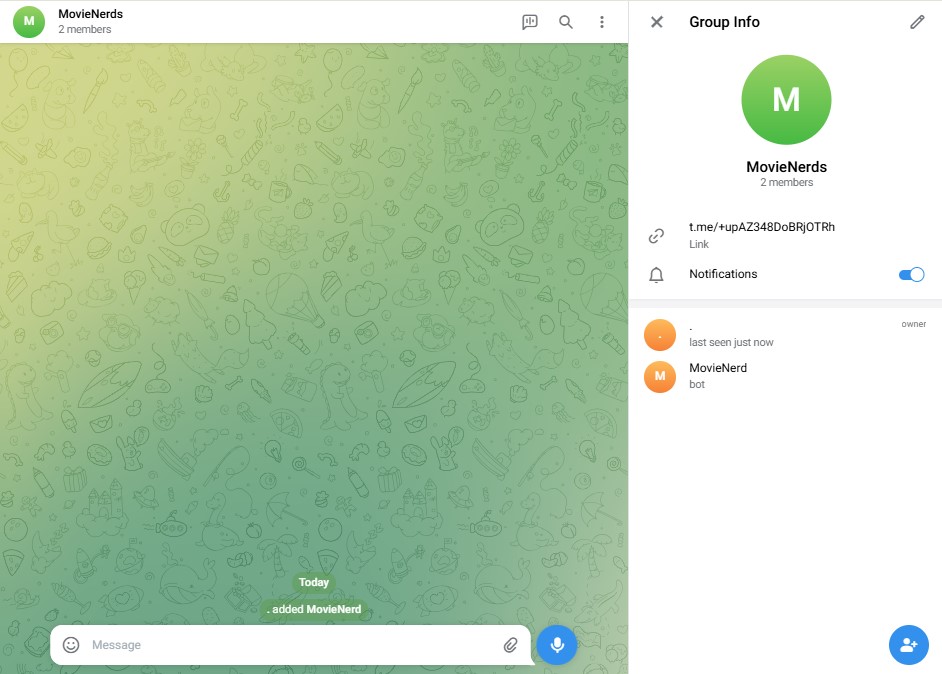 M
MovieNerds
2 members
Today
. added MovieNerd
Message
Group Info
M
MovieNerds
2 members
t.me/+upAZ348DoBRjOTRh
Link
Notifications
.
.
owner
last seen just now
M
MovieNerd
bot